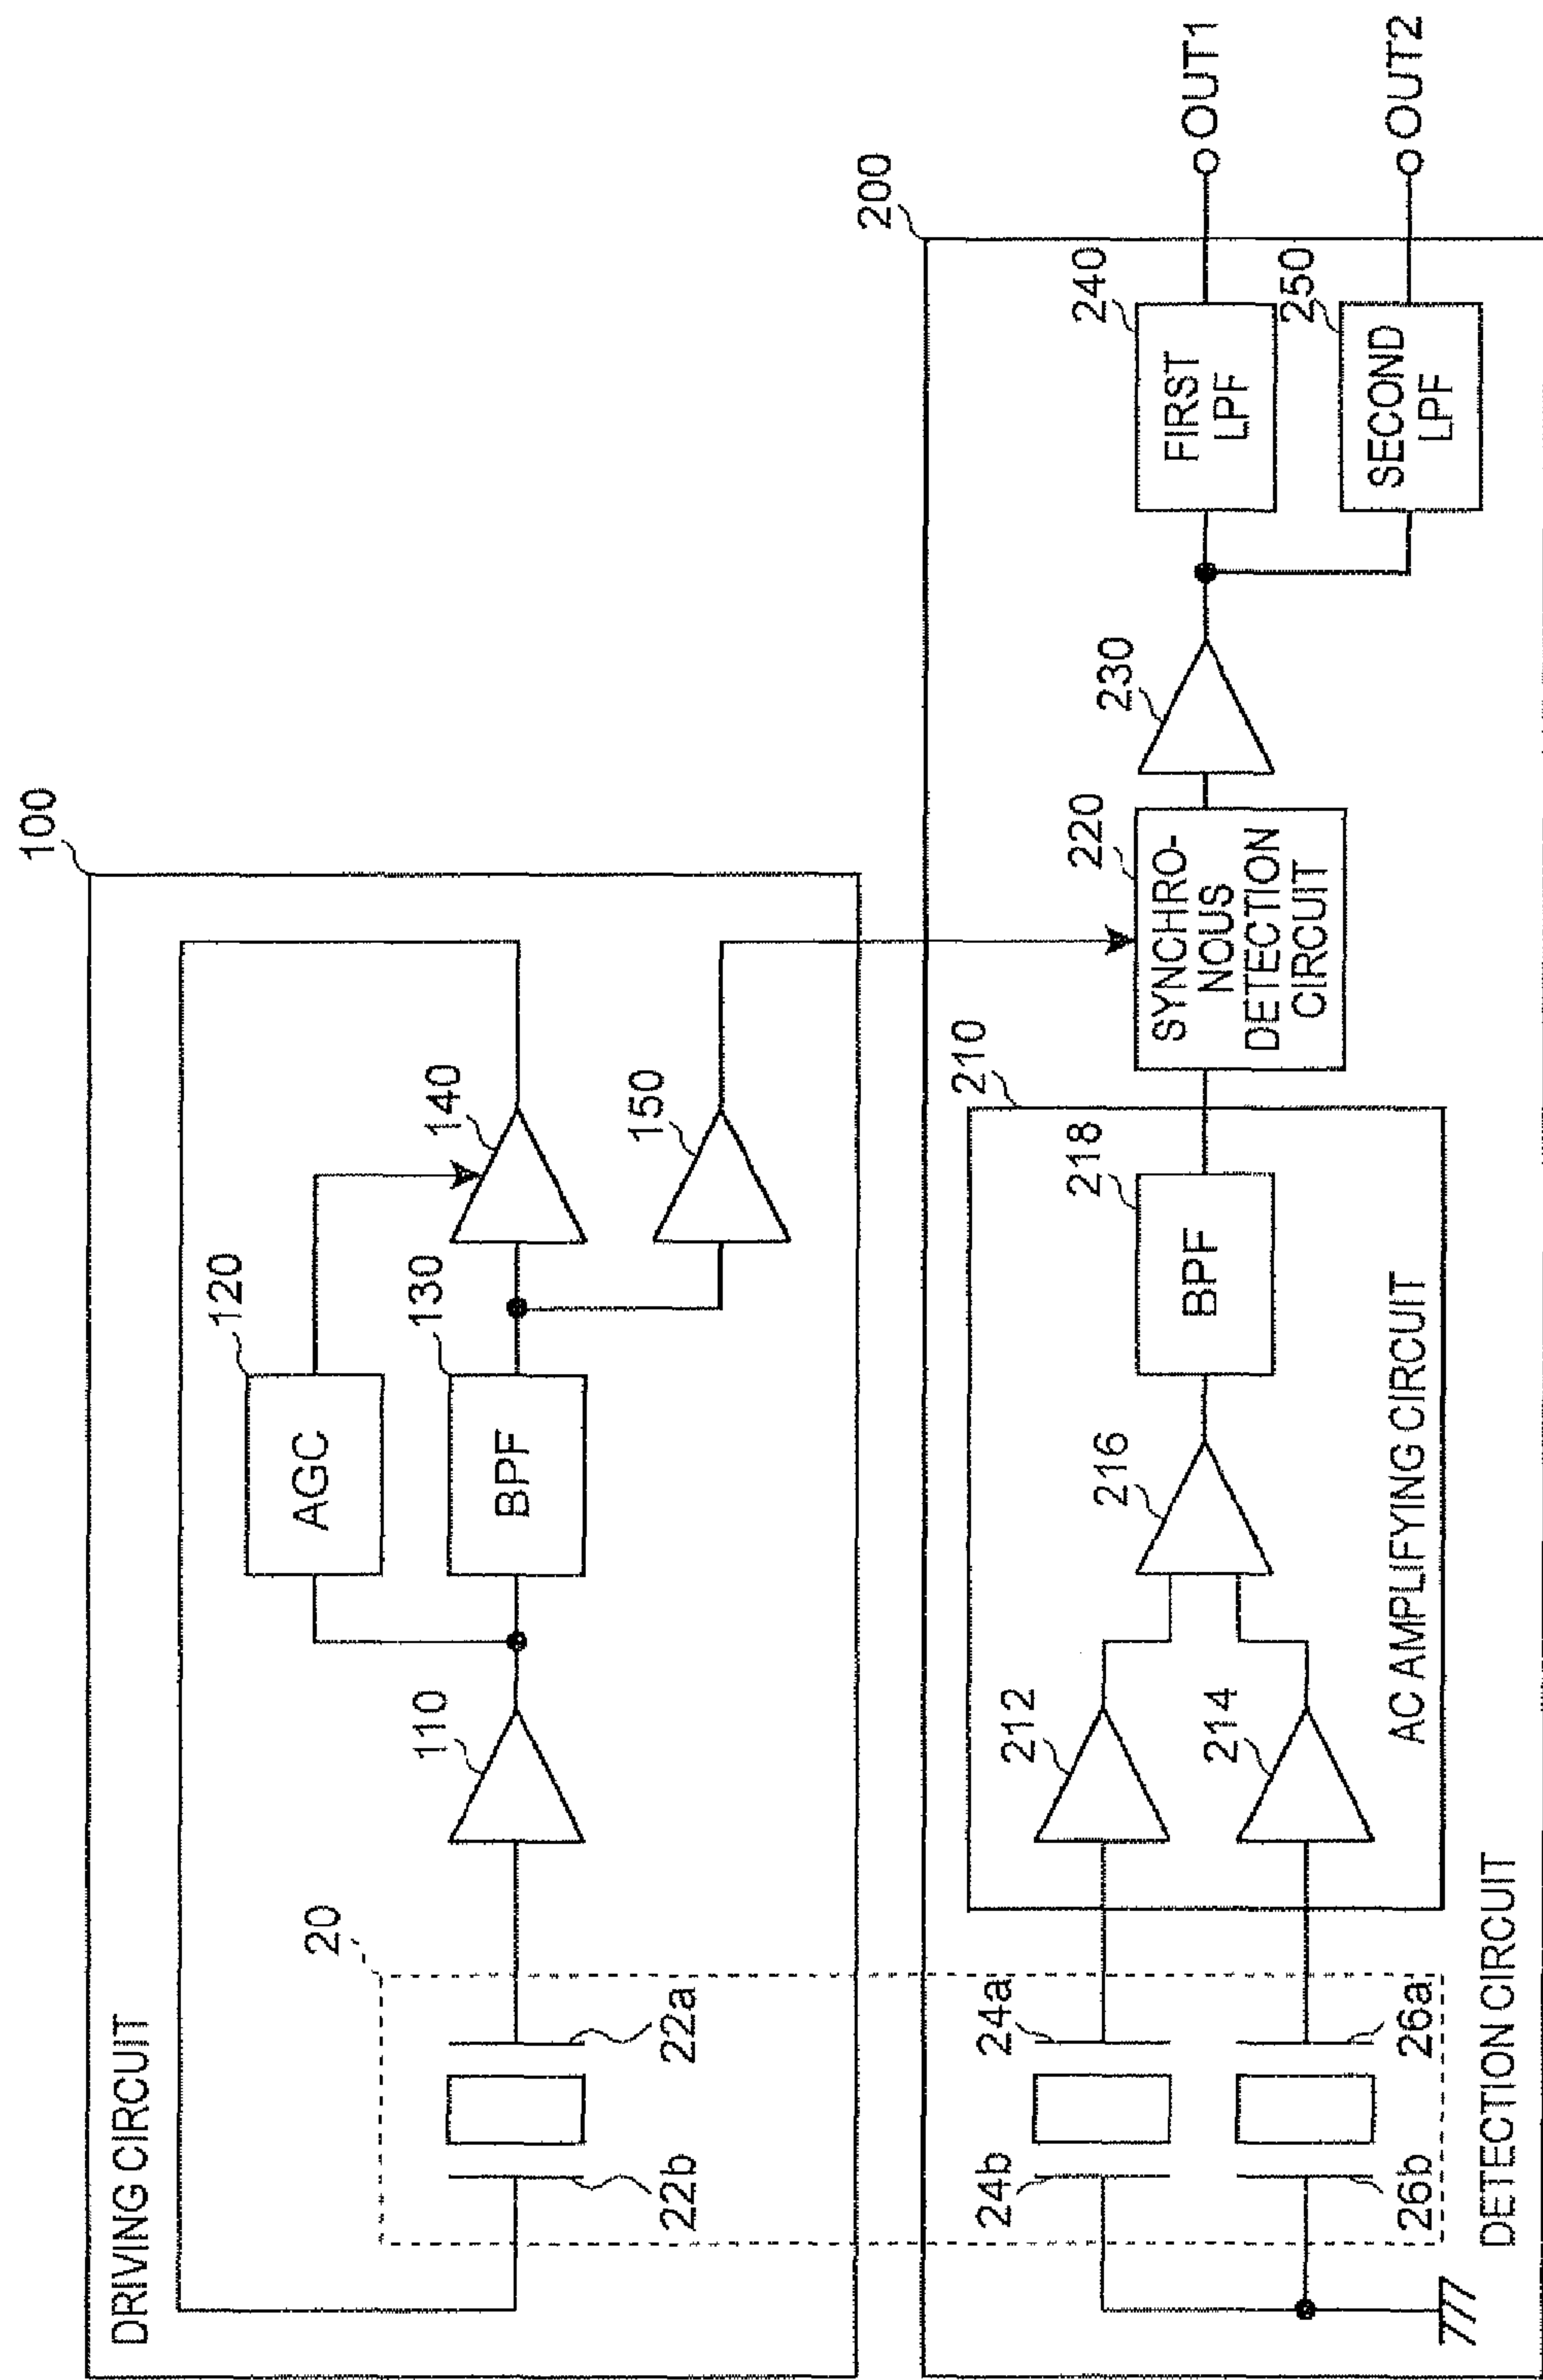 DRIVING CIRCUIT
100
20
22b
22a
110
120
AGC
130
BPF
140
150
200
DETECTION CIRCUIT
24b
24a
26b
26a
210
AC AMPLIFYING CIRCUIT
212
214
216
218
BPF
220
SYNCHRO-
NOUS
DETECTION
CIRCUIT
230
240
FIRST
LPF
250
SECOND
LPF
OUT1
OUT2